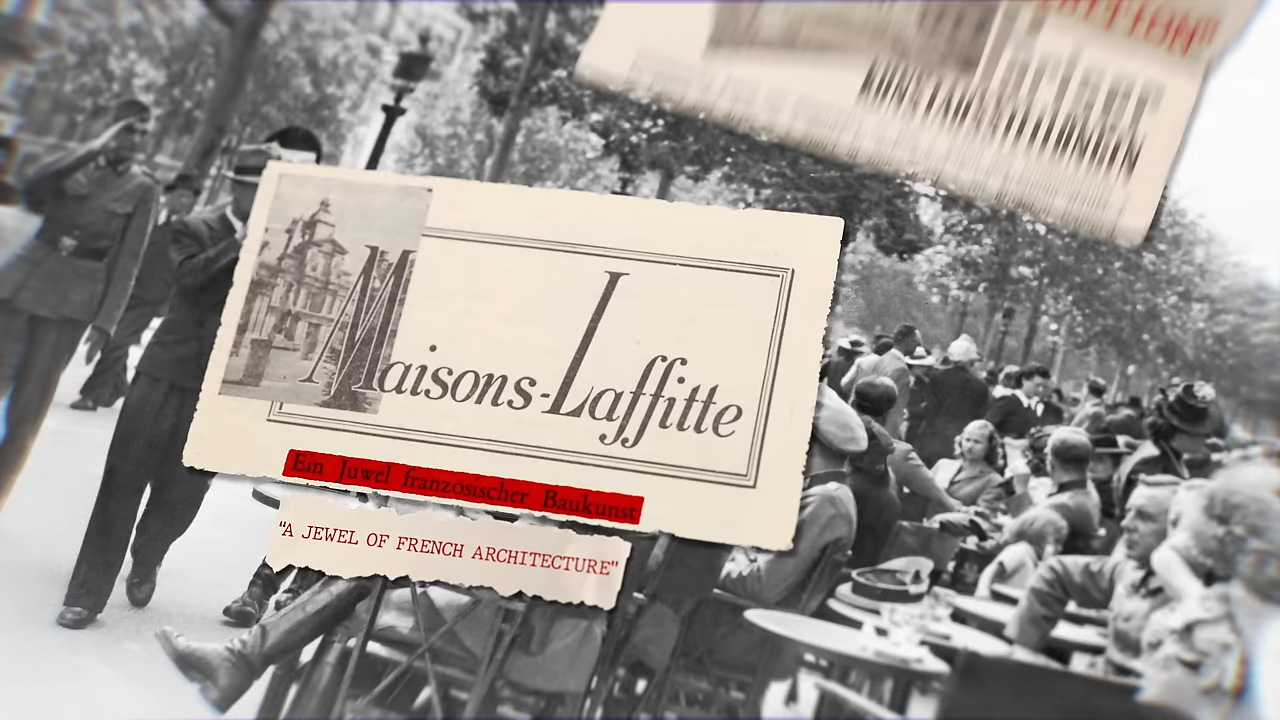 Maisons-Laffitte
Ein Juwel französischer Baukunst
"A JEWEL OF FRENCH ARCHITECTURE"